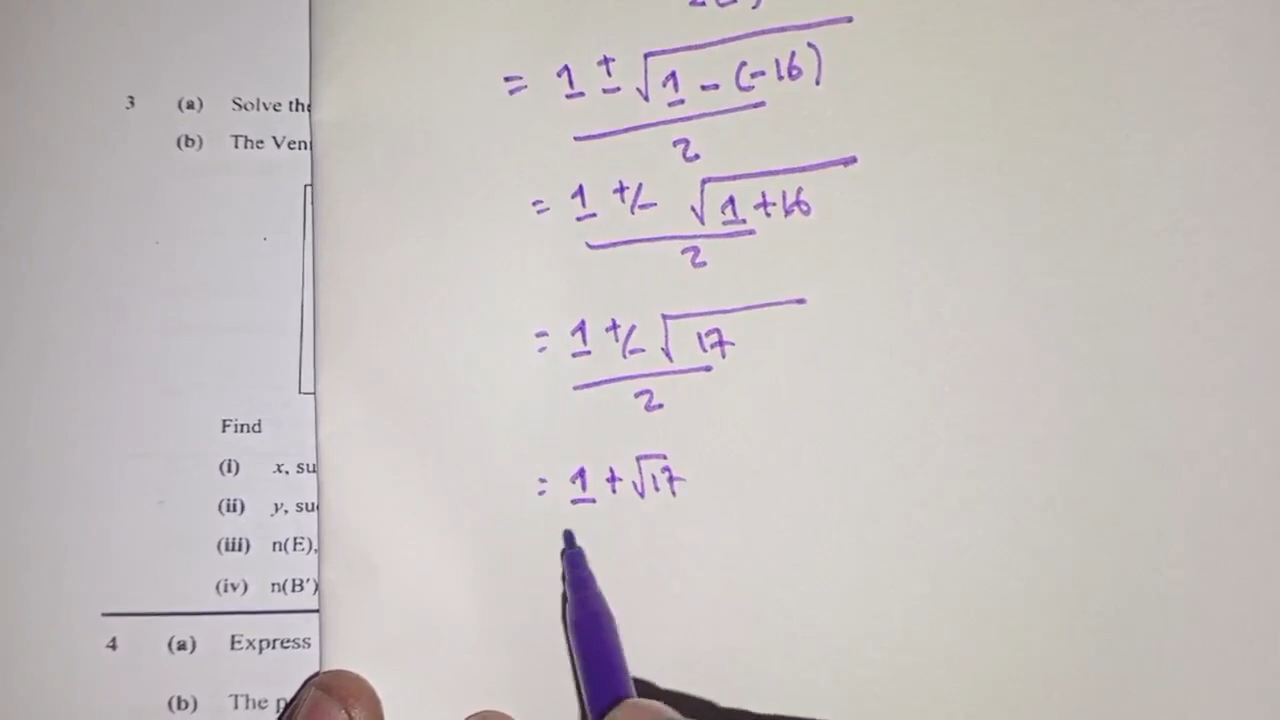 3 (a) Solve the
(b) The Ven
Find
(i) x, su
(ii) y, su
(iii) n(E),
(iv) n(B′)
4 (a) Express
(b) The p
= 1 ± √1 - (-16)
2
= 1 +/- √1 + 16
2
= 1 +/- √17
2
= 1 + √17